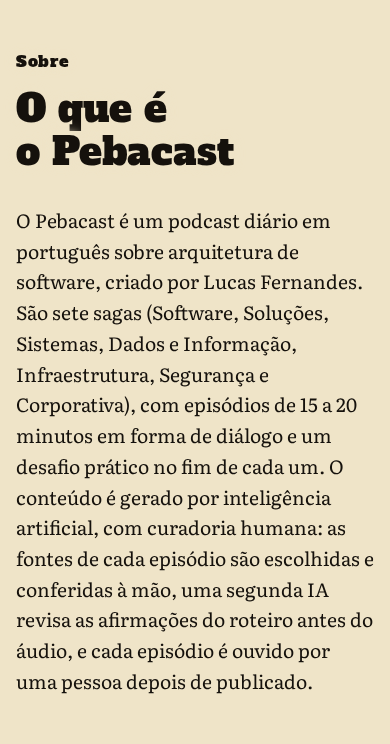 Sobre
O que é
o Pebacast
O Pebacast é um podcast diário em
português sobre arquitetura de
software, criado por Lucas Fernandes.
São sete sagas (Software, Soluções,
Sistemas, Dados e Informação,
Infraestrutura, Segurança e
Corporativa), com episódios de 15 a 20
minutos em forma de diálogo e um
desafio prático no fim de cada um. O
conteúdo é gerado por inteligência
artificial, com curadoria humana: as
fontes de cada episódio são escolhidas e
conferidas à mão, uma segunda IA
revisa as afirmações do roteiro antes do
áudio, e cada episódio é ouvido por
uma pessoa depois de publicado.